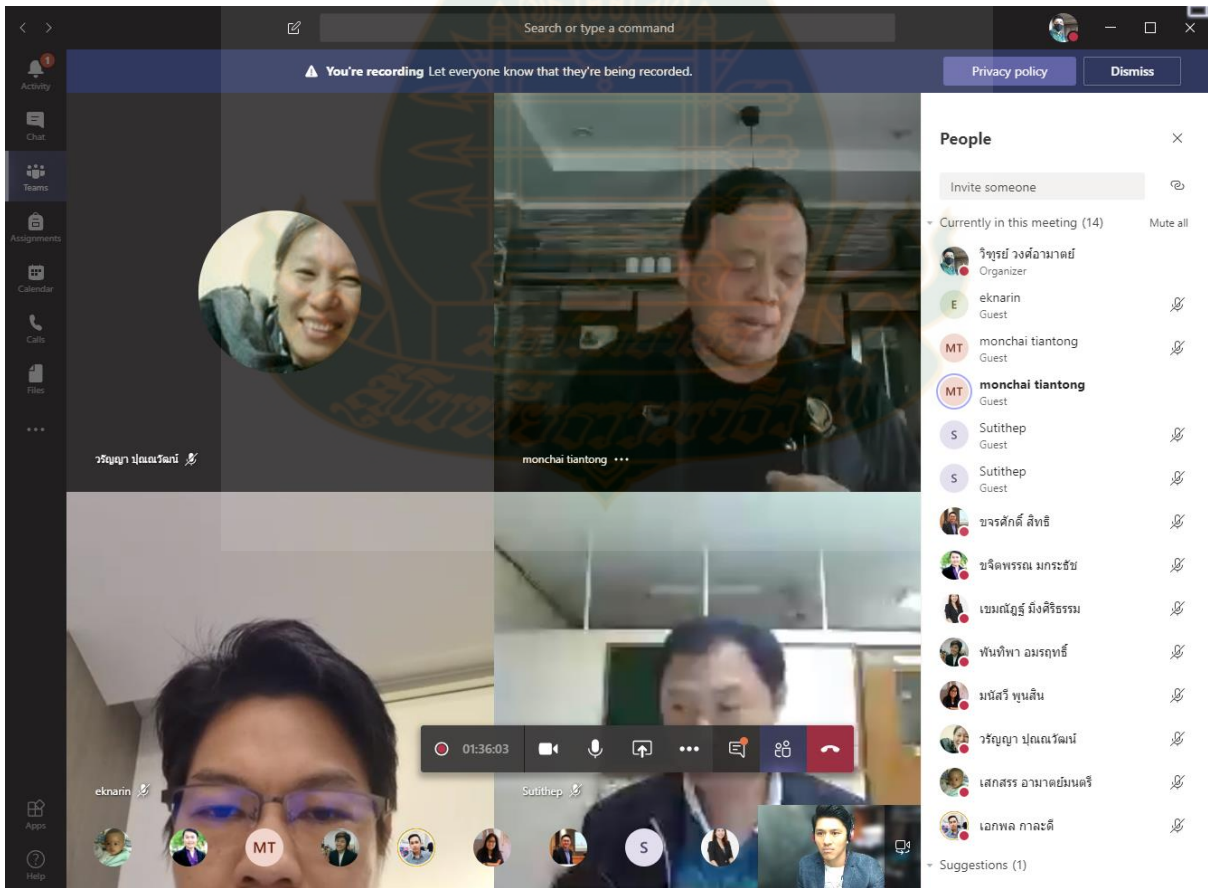 Search or type a command
You're recording Let everyone know that they're being recorded.
Privacy policy
Dismiss
1
Activity
Chat
Teams
Assignments
Calendar
Calls
Files
Apps
Help
วรัญญา ปุณณวัฒน์
monchai tiantong
eknarin
Sutithep
01:36:03
MT
S
People
Invite someone
Currently in this meeting (14)
Mute all
วิฑูรย์ วงศ์อามาตย์
Organizer
E
eknarin
Guest
MT
monchai tiantong
Guest
MT
monchai tiantong
Guest
S
Sutithep
Guest
S
Sutithep
Guest
ขจรศักดิ์ สิทธิ
ขจิตพรรณ มกระธัช
เขมณัฏฐ์ มิ่งศิริธรรม
พันทิพา อมรฤทธิ์
มนัสวี พูนสิน
วรัญญา ปุณณวัฒน์
เสกสรร อามาตย์มนตรี
เอกพล กาละดี
Suggestions (1)